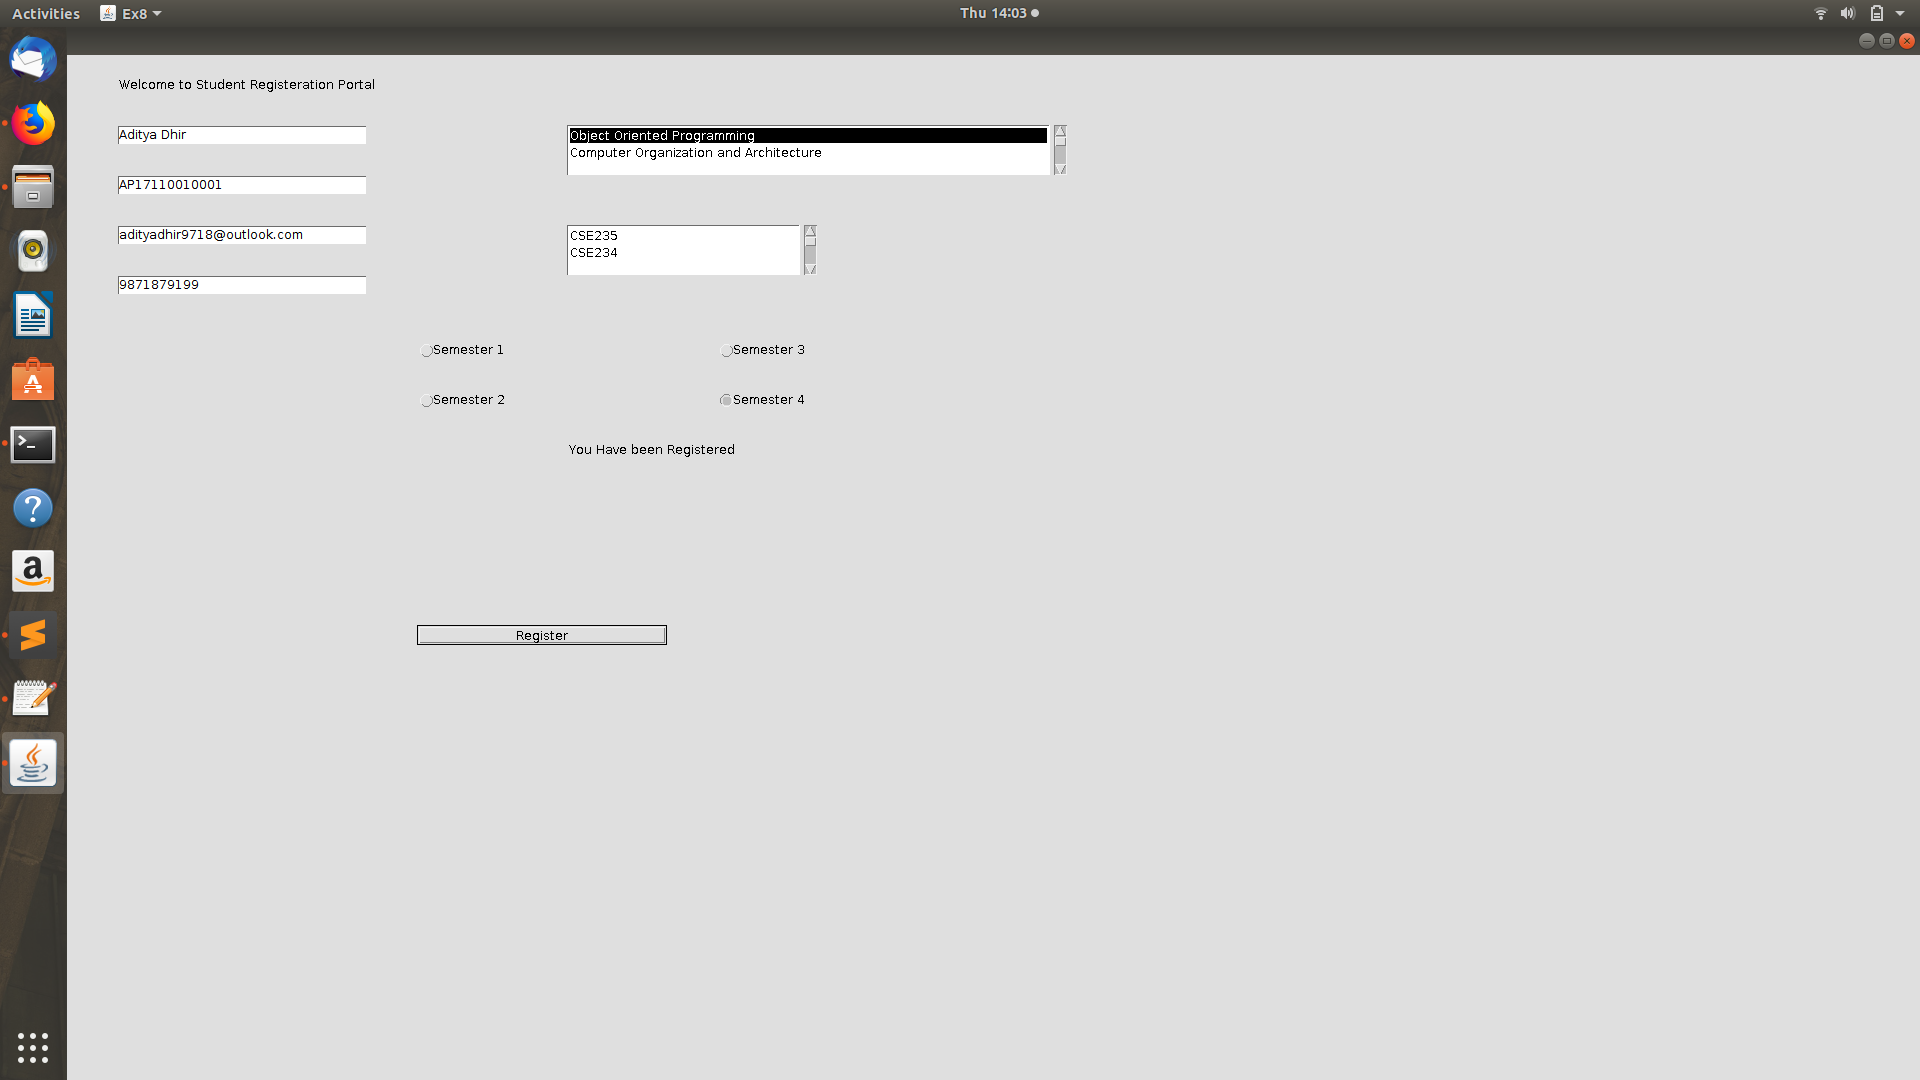 Activities Ex8 Thu 14:03
Welcome to Student Registeration Portal
Aditya Dhir
AP17110010001
adityadhir9718@outlook.com
9871879199
Object Oriented Programming
Computer Organization and Architecture
CSE235
CSE234
Semester 1 Semester 3
Semester 2 Semester 4
You Have been Registered
Register